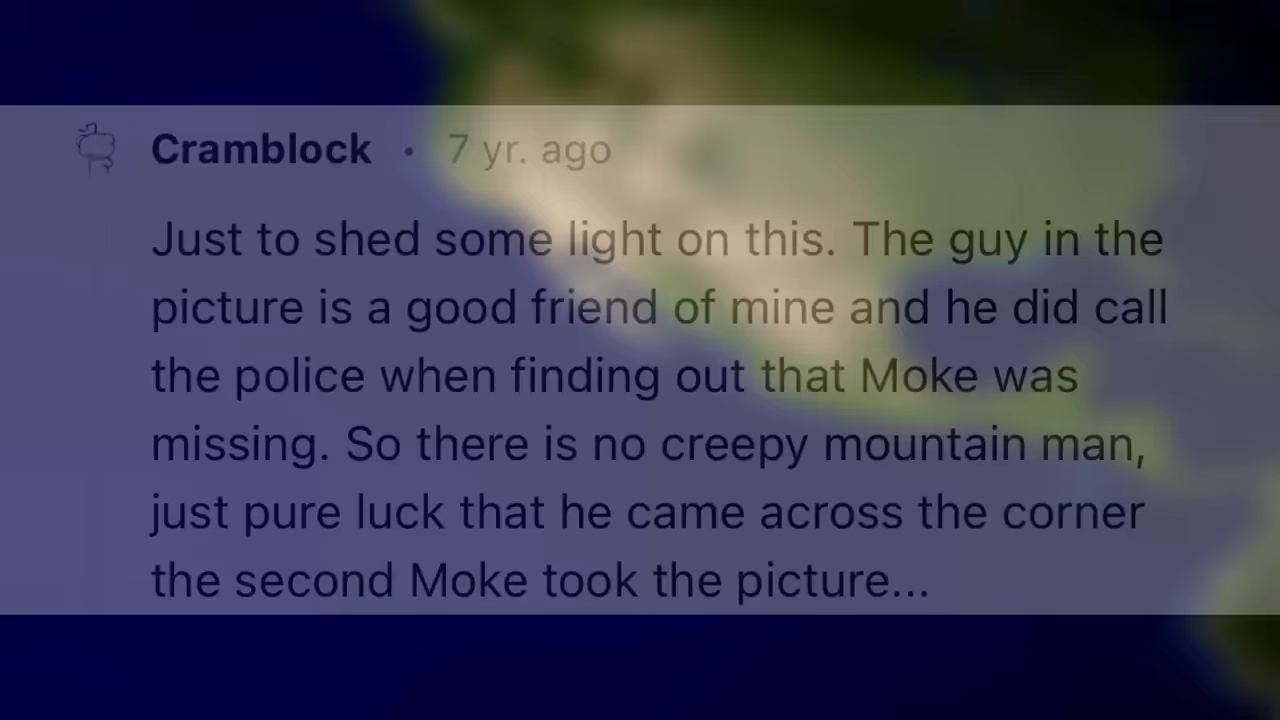 Cramblock · 7 yr. ago
Just to shed some light on this. The guy in the
picture is a good friend of mine and he did call
the police when finding out that Moke was
missing. So there is no creepy mountain man,
just pure luck that he came across the corner
the second Moke took the picture...